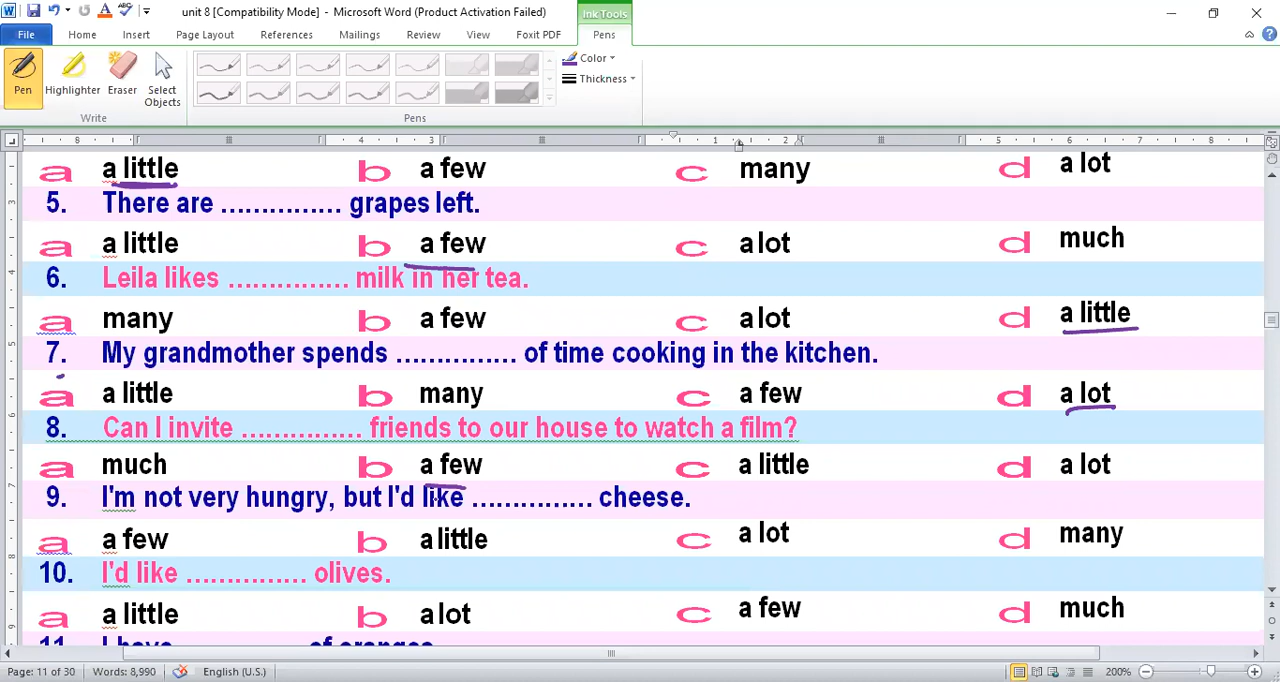 unit 8 [Compatibility Mode] - Microsoft Word (Product Activation Failed)
Ink Tools
File Home Insert Page Layout References Mailings Review View Foxit PDF Pens
Pen Highlighter Eraser Select Objects
Color
Thickness
Write Pens
a a little b a few c many d a lot
5. There are …………… grapes left.
a a little b a few c a lot d much
6. Leila likes …………… milk in her tea.
a many b a few c a lot d a little
7. My grandmother spends …………… of time cooking in the kitchen.
a a little b many c a few d a lot
8. Can I invite …………… friends to our house to watch a film?
a much b a few c a little d a lot
9. I'm not very hungry, but I'd like …………… cheese.
a a few b a little c a lot d many
10. I'd like …………… olives.
a a little b a lot c a few d much
11. I have …………… of oranges
Page: 11 of 30 Words: 8,990 English (U.S.) 200%